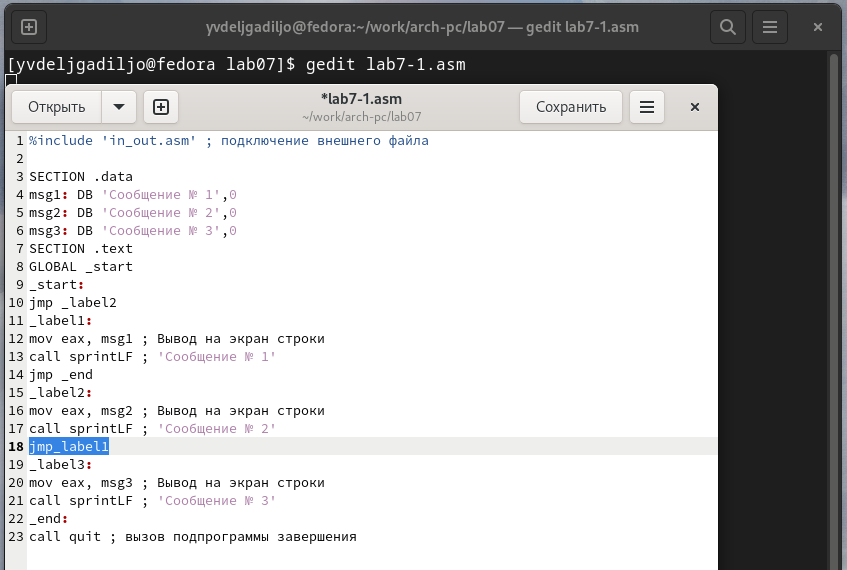 yvdeljgadiljo@fedora:~/work/arch-pc/lab07 — gedit lab7-1.asm
[yvdeljgadiljo@fedora lab07]$ gedit lab7-1.asm
Открыть
*lab7-1.asm
~/work/arch-pc/lab07
Сохранить
1 %include 'in_out.asm' ; подключение внешнего файла
2
3 SECTION .data
4 msg1: DB 'Сообщение № 1',0
5 msg2: DB 'Сообщение № 2',0
6 msg3: DB 'Сообщение № 3',0
7 SECTION .text
8 GLOBAL _start
9 _start:
10 jmp _label2
11 _label1:
12 mov eax, msg1 ; Вывод на экран строки
13 call sprintLF ; 'Сообщение № 1'
14 jmp _end
15 _label2:
16 mov eax, msg2 ; Вывод на экран строки
17 call sprintLF ; 'Сообщение № 2'
18 jmp_label1
19 _label3:
20 mov eax, msg3 ; Вывод на экран строки
21 call sprintLF ; 'Сообщение № 3'
22 _end:
23 call quit ; вызов подпрограммы завершения